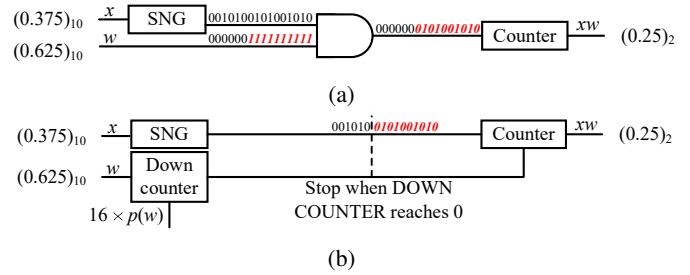 (0.375)₁₀ x SNG 0010100101001010
(0.625)₁₀ w 0000001111111111 0000000101001010 Counter xw (0.25)₂
(a)
(0.375)₁₀ x SNG 0010100101001010 Counter xw (0.25)₂
(0.625)₁₀ w Down counter
Stop when DOWN
COUNTER reaches 0
16 × p(w)
(b)